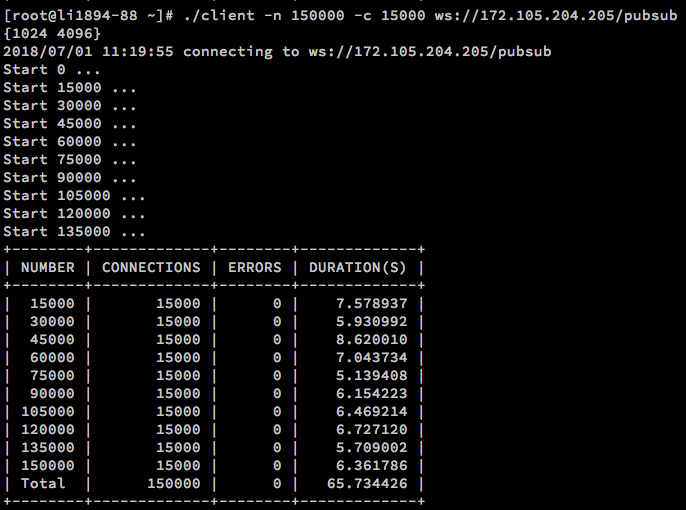 [root@li1894-88 ~]# ./client -n 150000 -c 15000 ws://172.105.204.205/pubsub
{1024 4096}
2018/07/01 11:19:55 connecting to ws://172.105.204.205/pubsub
Start 0 ...
Start 15000 ...
Start 30000 ...
Start 45000 ...
Start 60000 ...
Start 75000 ...
Start 90000 ...
Start 105000 ...
Start 120000 ...
Start 135000 ...
+--------+-------------+--------+-------------+
| NUMBER | CONNECTIONS | ERRORS | DURATION(S) |
+--------+-------------+--------+-------------+
|  15000 |       15000 |      0 |    7.578937 |
|  30000 |       15000 |      0 |    5.930992 |
|  45000 |       15000 |      0 |    8.620010 |
|  60000 |       15000 |      0 |    7.043734 |
|  75000 |       15000 |      0 |    5.139408 |
|  90000 |       15000 |      0 |    6.154223 |
| 105000 |       15000 |      0 |    6.469214 |
| 120000 |       15000 |      0 |    6.727120 |
| 135000 |       15000 |      0 |    5.709002 |
| 150000 |       15000 |      0 |    6.361786 |
| Total  |      150000 |      0 |   65.734426 |
+--------+-------------+--------+-------------+